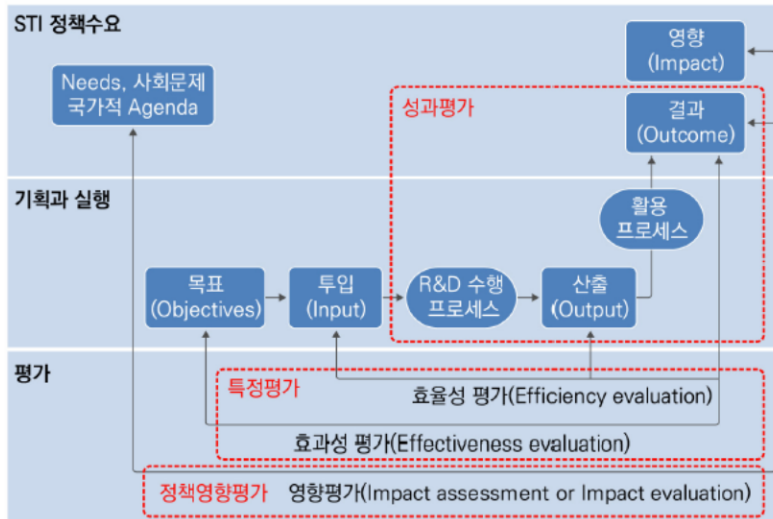 STI 정책수요
영향
(Impact)
Needs, 사회문제
국가적 Agenda
성과평가
결과
(Outcome)
기획과 실행
활용
프로세스
목표
(Objectives)
투입
(Input)
R&D 수행
프로세스
산출
(Output)
평가
특정평가
효율성 평가(Efficiency evaluation)
효과성 평가(Effectiveness evaluation)
정책영향평가 영향평가(Impact assessment or Impact evaluation)